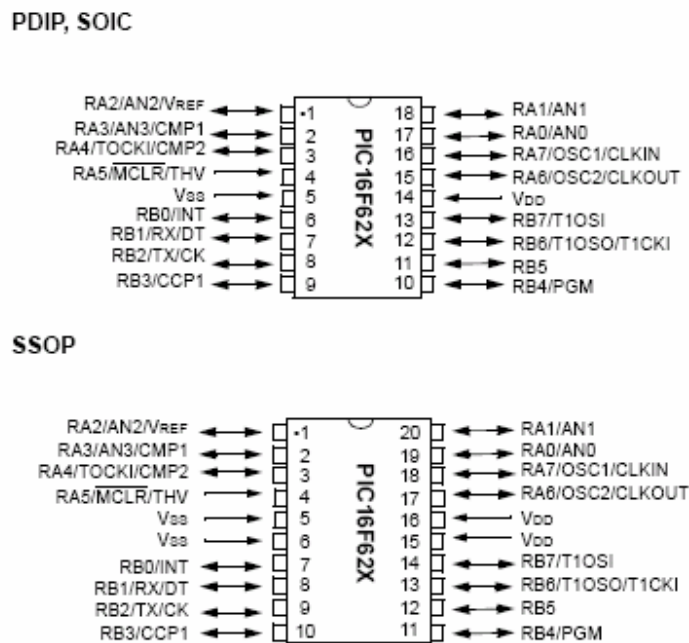 PDIP, SOIC
RA2/AN2/VREF 1 18 RA1/AN1
RA3/AN3/CMP1 2 17 RA0/AN0
RA4/TOCKI/CMP2 3 16 RA7/OSC1/CLKIN
RA5/MCLR/THV 4 15 RA6/OSC2/CLKOUT
Vss 5 14 VDD
RB0/INT 6 13 RB7/T1OSI
RB1/RX/DT 7 12 RB6/T1OSO/T1CKI
RB2/TX/CK 8 11 RB5
RB3/CCP1 9 10 RB4/PGM
PIC16F62X
SSOP
RA2/AN2/VREF 1 20 RA1/AN1
RA3/AN3/CMP1 2 19 RA0/AN0
RA4/TOCKI/CMP2 3 18 RA7/OSC1/CLKIN
RA5/MCLR/THV 4 17 RA6/OSC2/CLKOUT
Vss 5 16 VDD
Vss 6 15 VDD
RB0/INT 7 14 RB7/T1OSI
RB1/RX/DT 8 13 RB6/T1OSO/T1CKI
RB2/TX/CK 9 12 RB5
RB3/CCP1 10 11 RB4/PGM
PIC16F62X